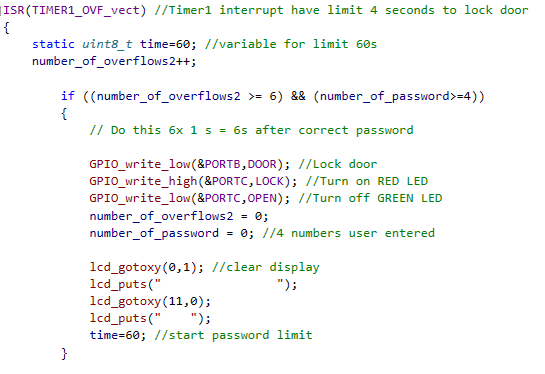 ISR(TIMER1_OVF_vect) //Timer1 interrupt have limit 4 seconds to lock door
{
    static uint8_t time=60; //variable for limit 60s
    number_of_overflows2++;

        if ((number_of_overflows2 >= 6) && (number_of_password>=4))
        {
            // Do this 6x 1 s = 6s after correct password

            GPIO_write_low(&PORTB,DOOR); //Lock door
            GPIO_write_high(&PORTC,LOCK); //Turn on RED LED
            GPIO_write_low(&PORTC,OPEN); //Turn off GREEN LED
            number_of_overflows2 = 0;
            number_of_password = 0; //4 numbers user entered

            lcd_gotoxy(0,1); //clear display
            lcd_puts("                ");
            lcd_gotoxy(11,0);
            lcd_puts("    ");
            time=60; //start password limit
        }